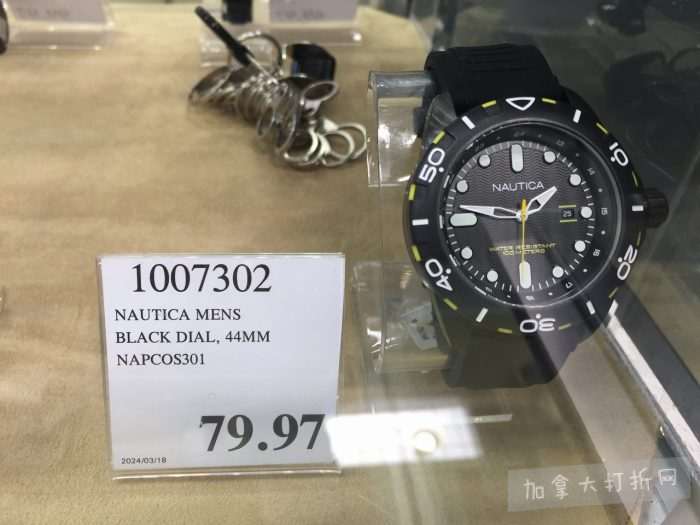 1007302
NAUTICA MENS
BLACK DIAL, 44MM
NAPCOS301
79.97
2024/03/18
NAUTICA
25
WATER RESISTANT
100 METERS
10
20
30
40
50
加拿大打折网